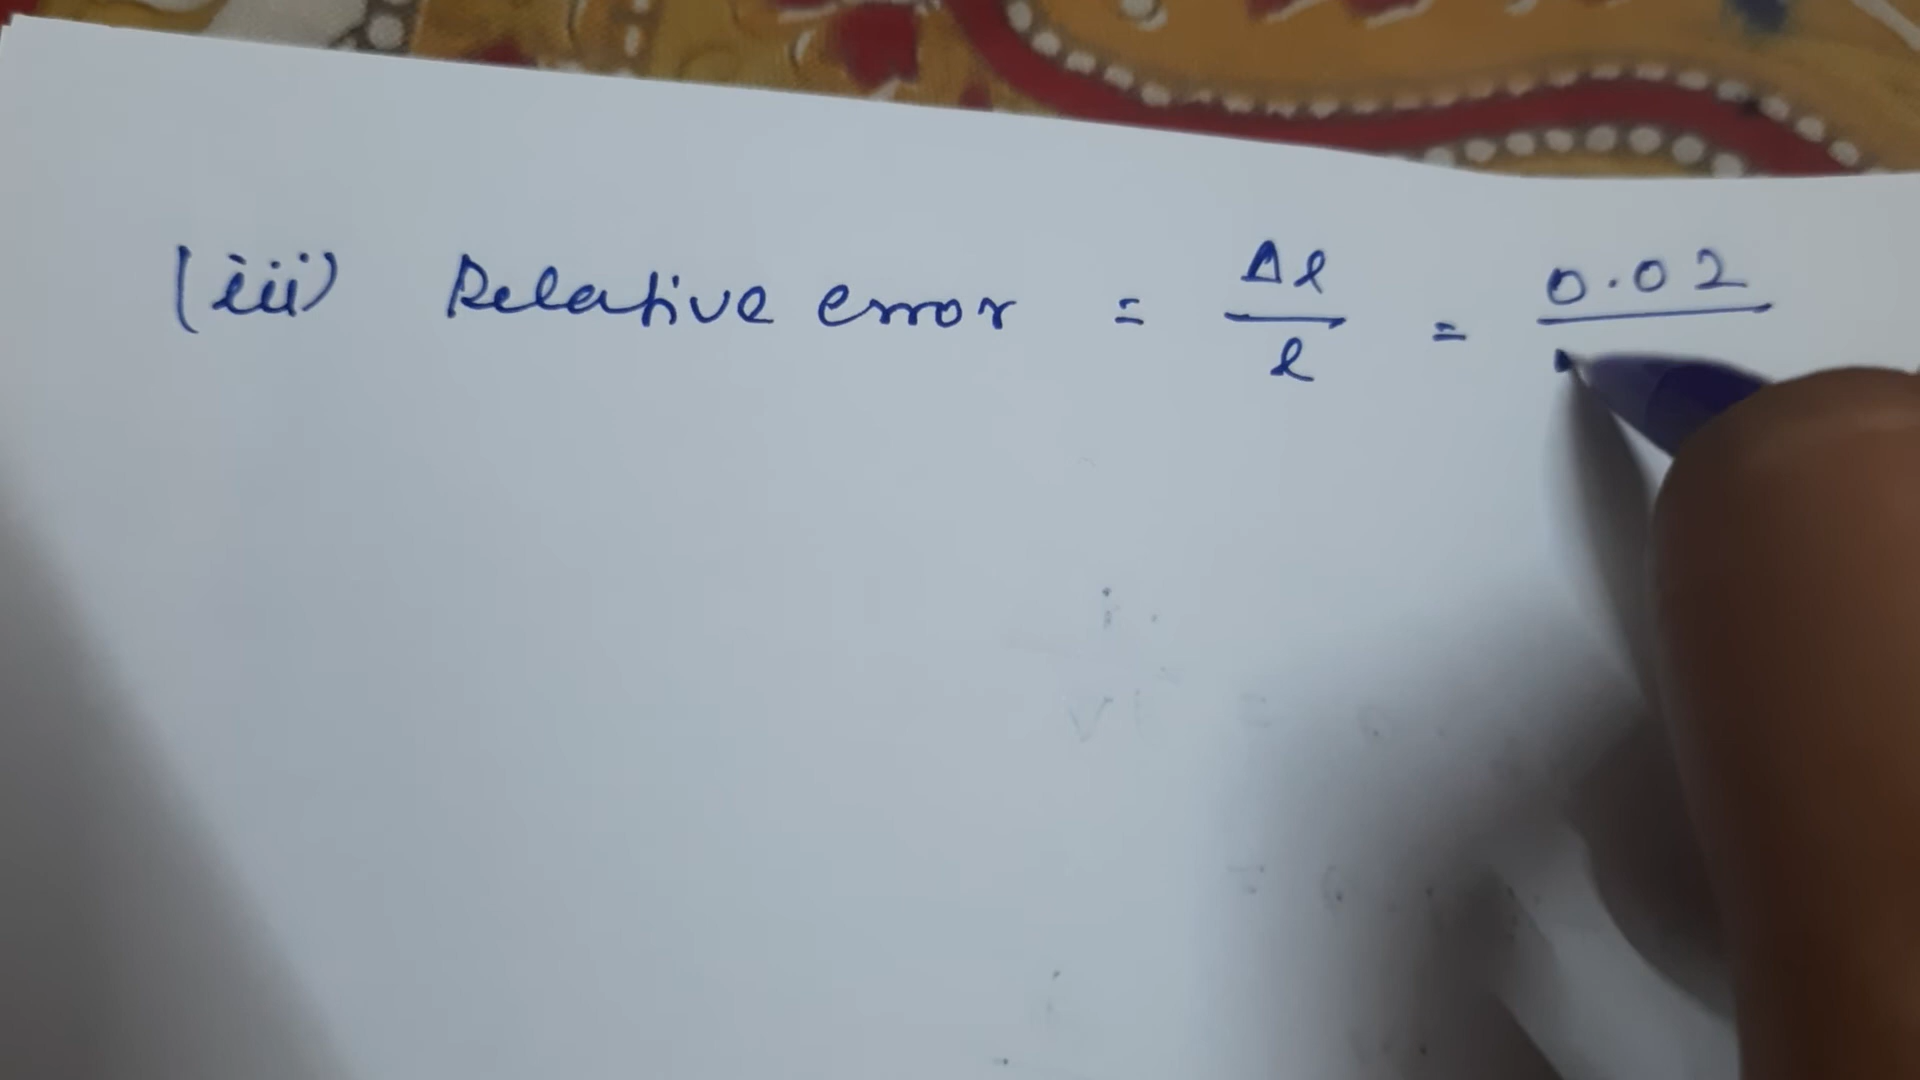 (iii) Relative error = Δl/l = 0.02/